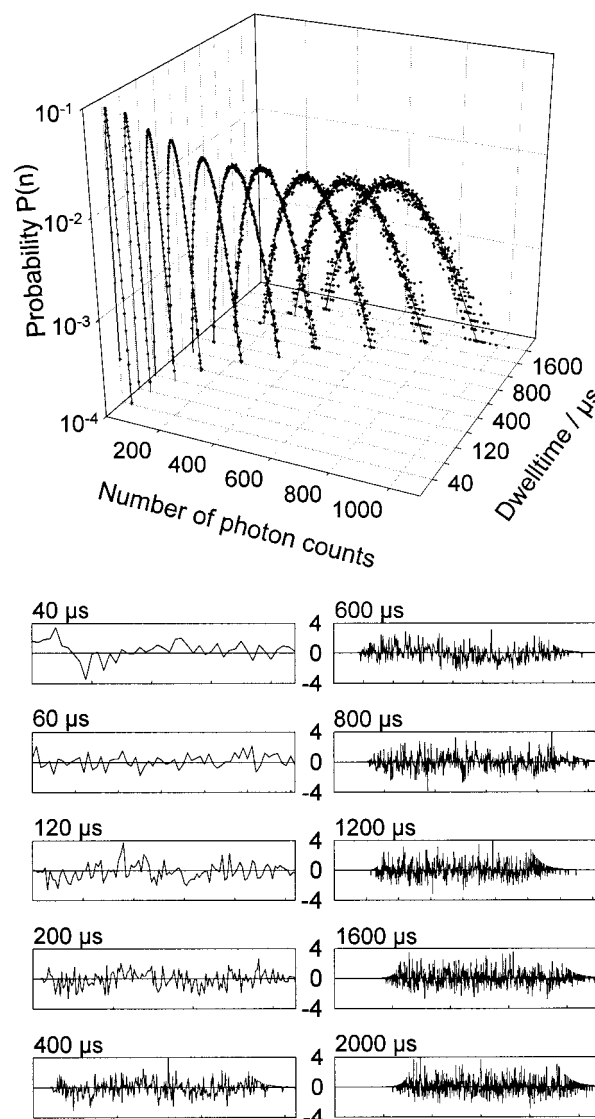 10-1
10-2
10-3
10-4
Probability P(n)
200
400
600
800
1000
Number of photon counts
40
120
400
800
1600
Dwelltime / µs
40 µs
4
0
-4
600 µs
60 µs
4
0
-4
800 µs
120 µs
4
0
-4
1200 µs
200 µs
4
0
-4
1600 µs
400 µs
4
0
-4
2000 µs